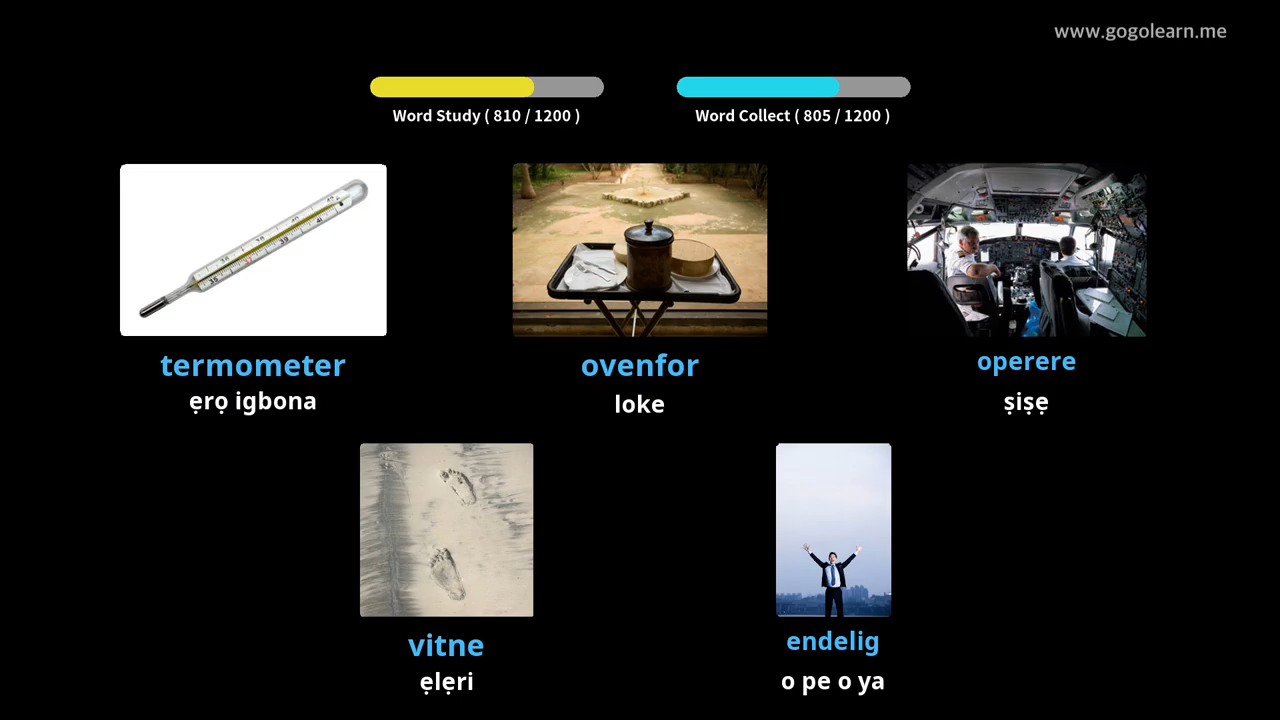 www.gogolearn.me
Word Study ( 810 / 1200 )
Word Collect ( 805 / 1200 )
termometer
ẹrọ igbona
ovenfor
loke
operere
ṣiṣẹ
vitne
ẹlẹri
endelig
o pe o ya